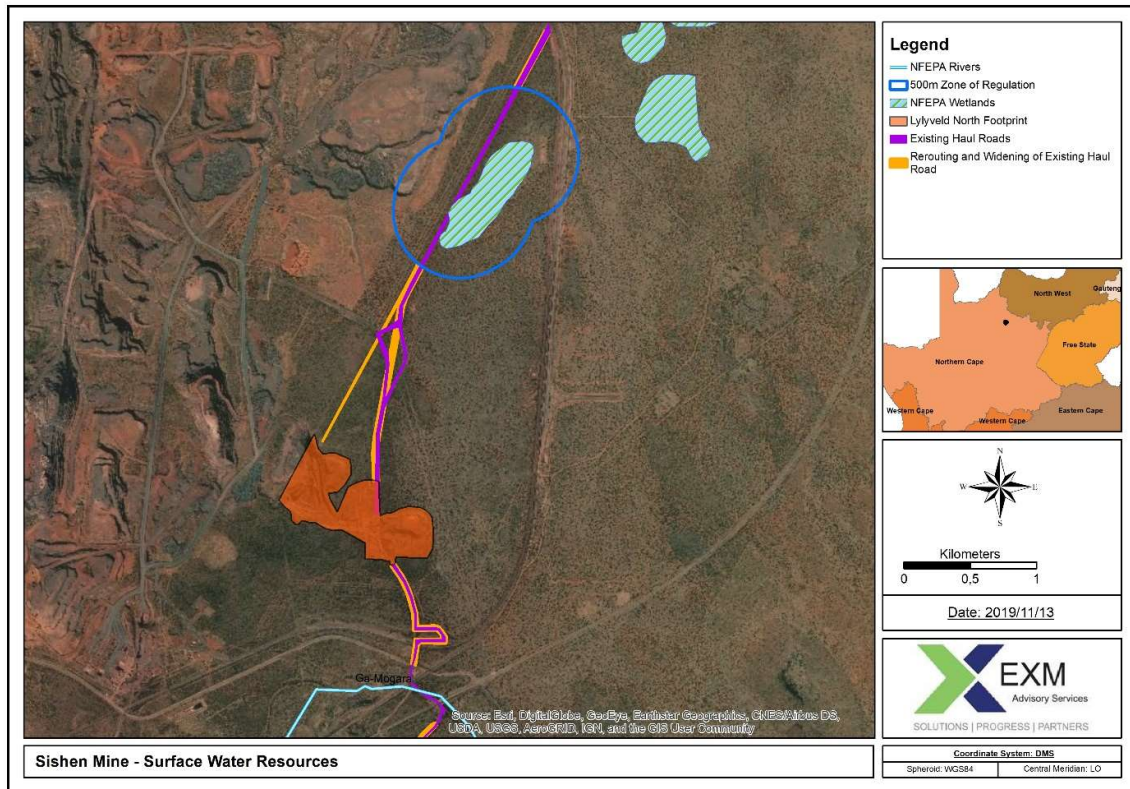 Legend
NFEPA Rivers
500m Zone of Regulation
NFEPA Wetlands
Lylyveld North Footprint
Existing Haul Roads
Rerouting and Widening of Existing Haul
Road
North West
Gauteng
Free State
Northern Cape
Western Cape
Western Cape
Eastern Cape
N
W
E
S
Kilometers
0
0,5
1
Date: 2019/11/13
EXM
Advisory Services
SOLUTIONS | PROGRESS | PARTNERS
Ga-Mogara
Source: Esri, DigitalGlobe, GeoEye, Earthstar Geographics, CNES/Airbus DS,
USDA, USGS, AeroGRID, IGN, and the GIS User Community
Sishen Mine - Surface Water Resources
Coordinate System: DMS
Spheroid: WGS84
Central Meridian: LO